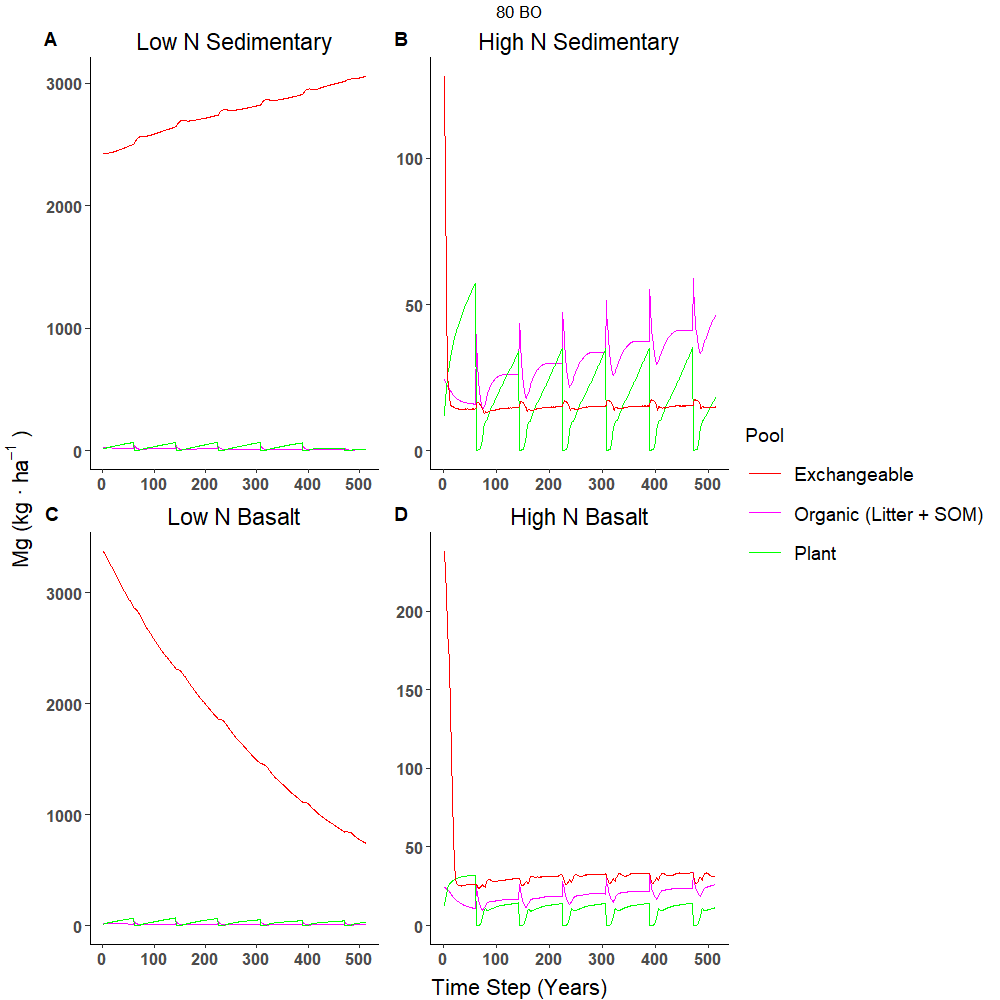 80 BO
A Low N Sedimentary
B High N Sedimentary
3000
2000
1000
0
0 100 200 300 400 500
100
50
0
0 100 200 300 400 500
C Low N Basalt
D High N Basalt
3000
2000
1000
0
0 100 200 300 400 500
200
150
100
50
0
0 100 200 300 400 500
Mg (kg · ha⁻¹ )
Time Step (Years)
Pool
Exchangeable
Organic (Litter + SOM)
Plant